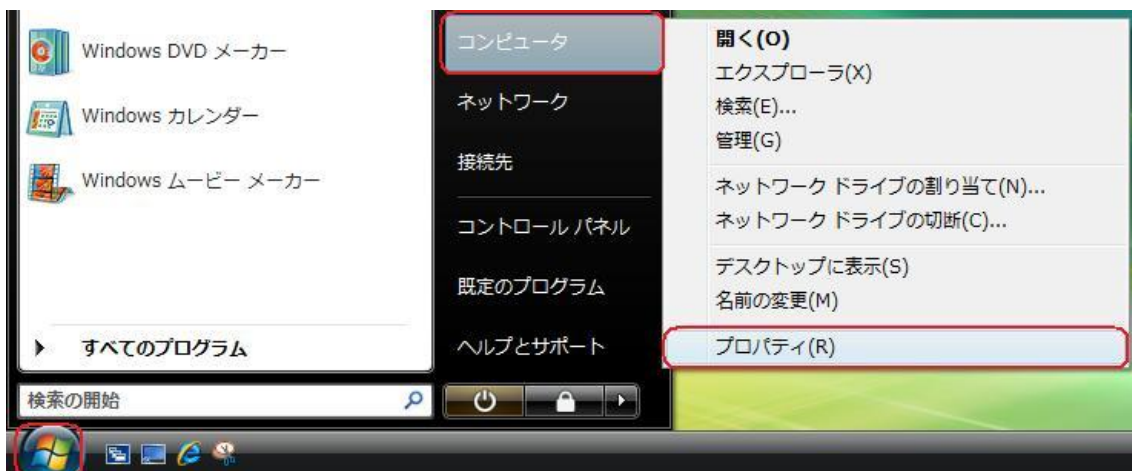 Windows DVD メーカー
Windows カレンダー
Windows ムービー メーカー
すべてのプログラム
検索の開始
コンピュータ
ネットワーク
接続先
コントロール パネル
既定のプログラム
ヘルプとサポート
開く(O)
エクスプローラ(X)
検索(E)...
管理(G)
ネットワーク ドライブの割り当て(N)...
ネットワーク ドライブの切断(C)...
デスクトップに表示(S)
名前の変更(M)
プロパティ(R)